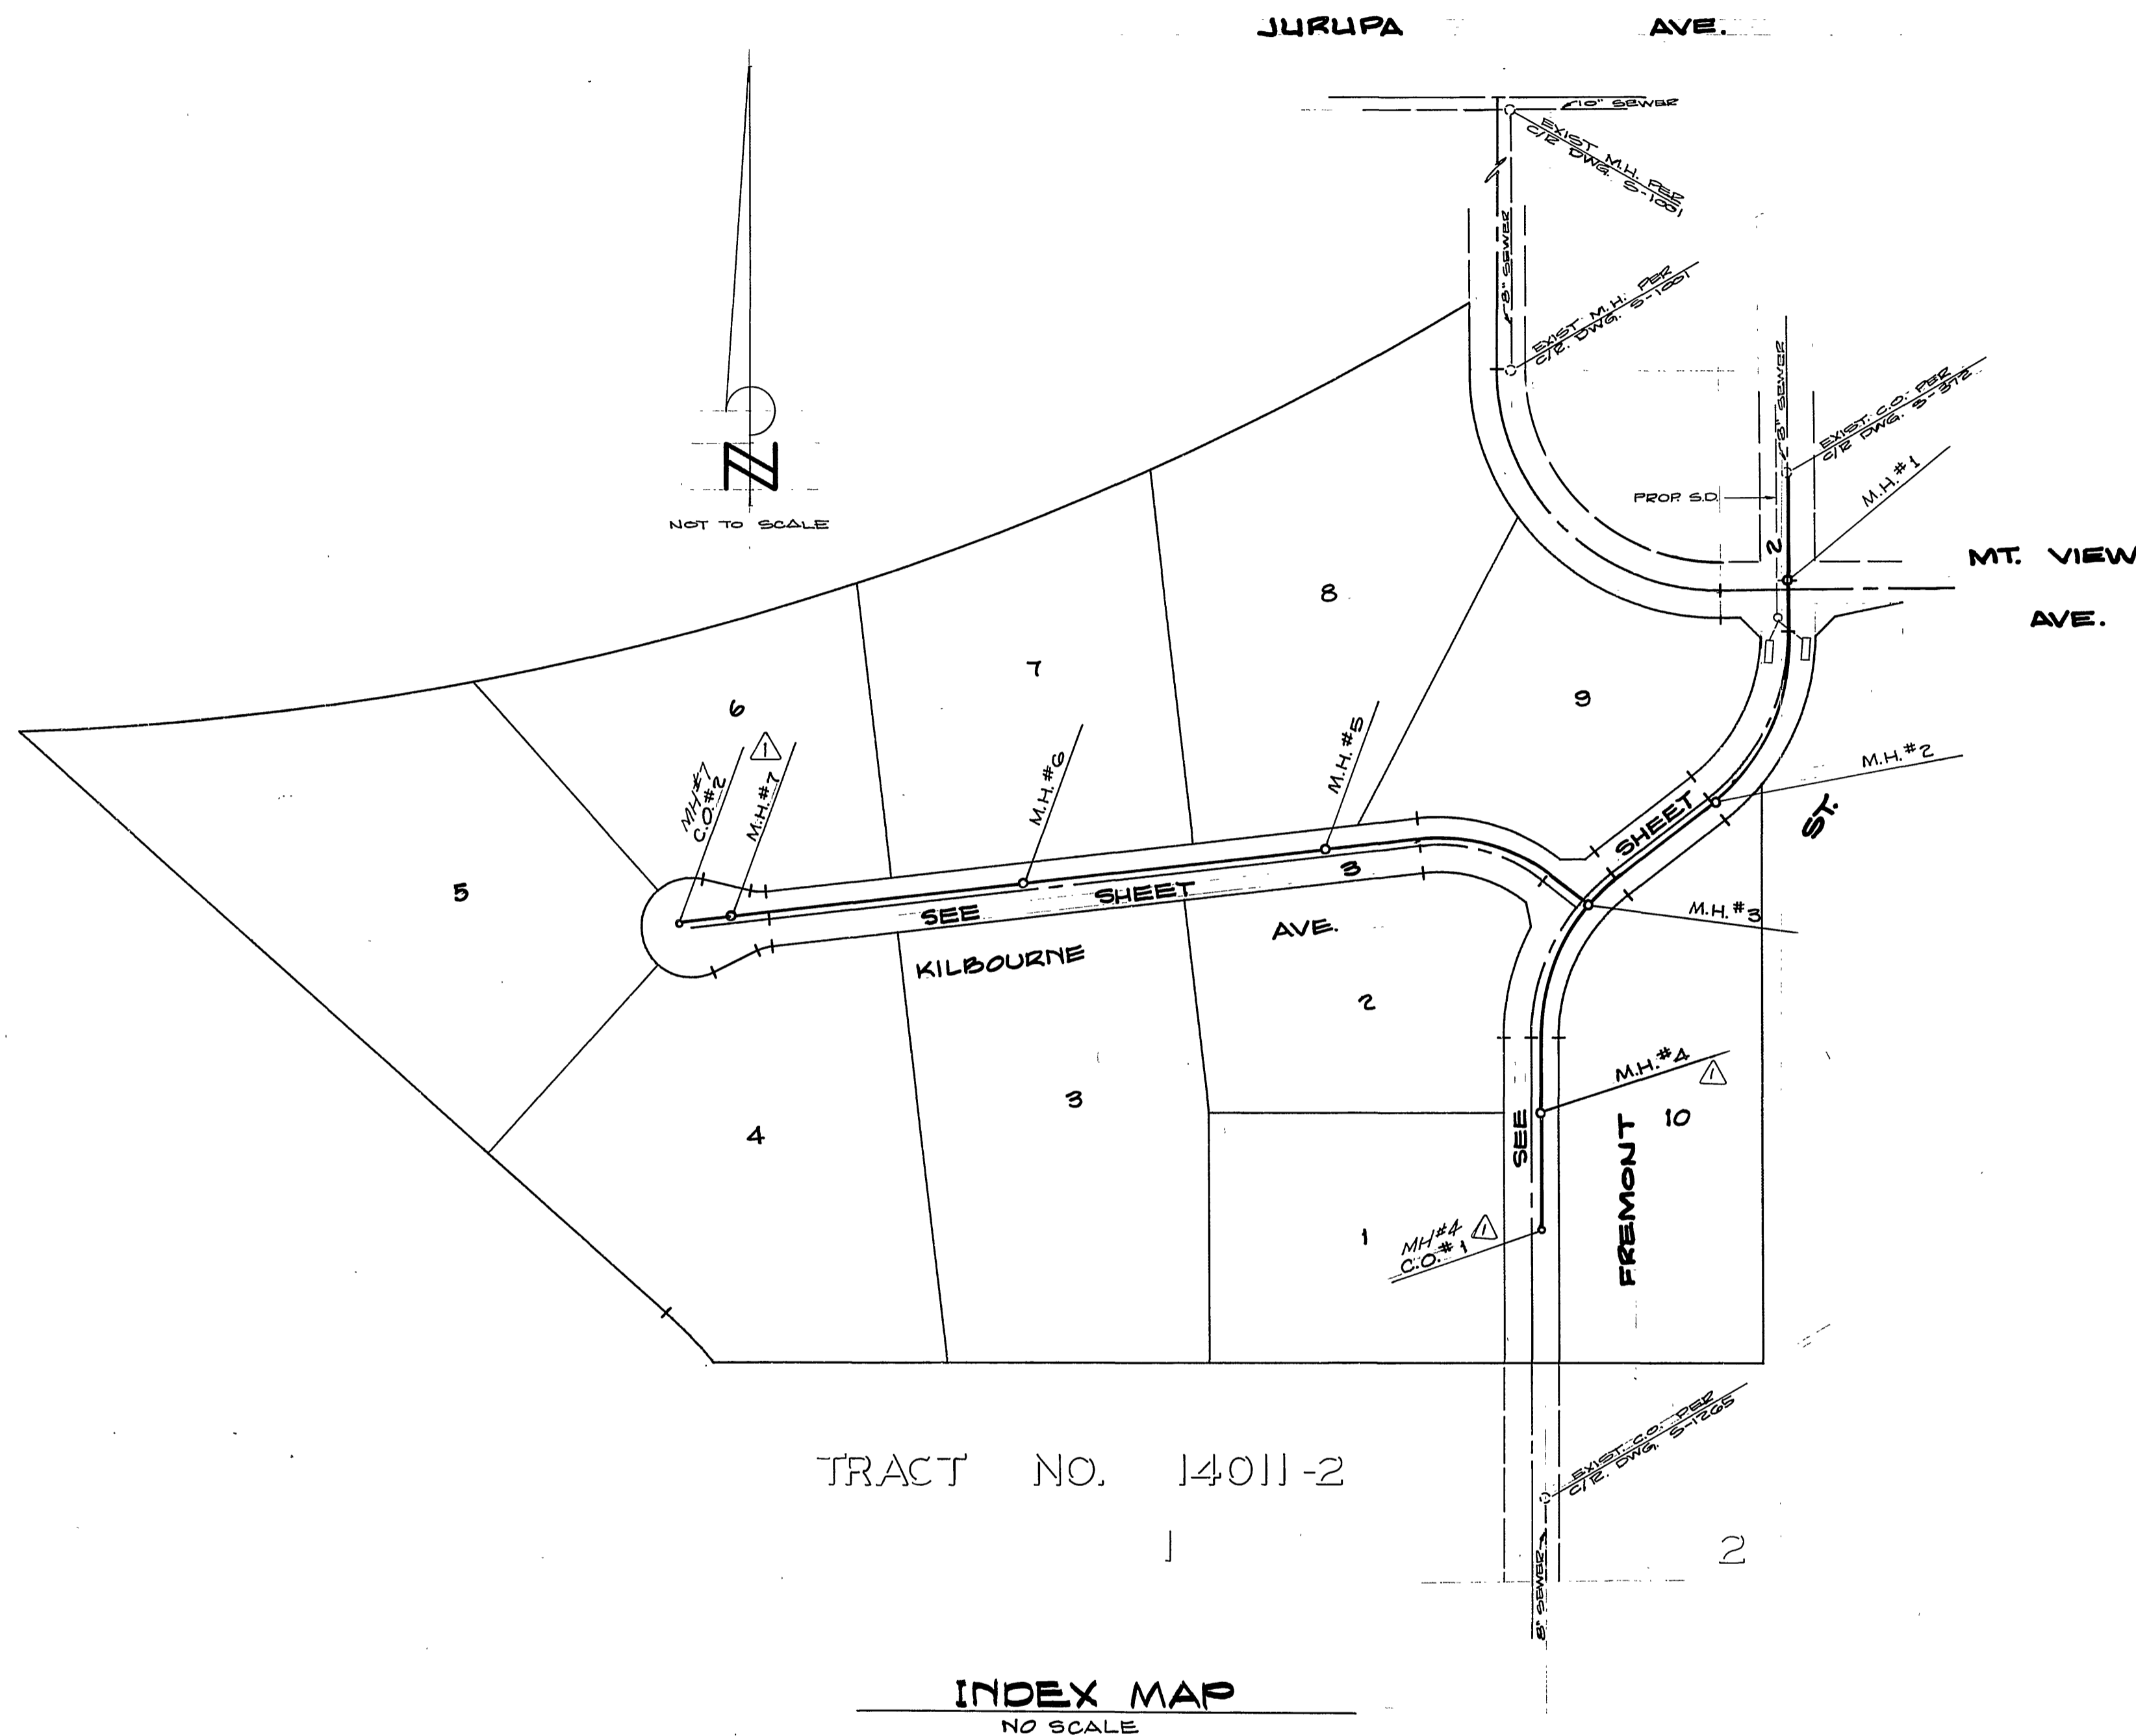 JURUPA AVE.
10" SEWER
EXIST M.H. PER
C/R DWG. S-1001
8" SEWER
EXIST M.H. PER
C/R. DWG. S-1001
8" SEWER
EXIST. C.O. PER
C/R DWG. S-372
M.H.#1
PROP. S.D.
2
MT. VIEW
AVE.
N
NOT TO SCALE
8
7
6
9
5
MH#7
C.O.#2
1
M.H.#7
M.H.#6
M.H.#5
M.H.#2
SHEET
ST.
M.H.#3
SEE SHEET 3
KILBOURNE AVE.
2
3
4
M.H.#4
1
10
SEE
FREMONT
1
MH#4
C.O.#1
1
EXIST. C.O. PER
C/R. DWG. S-1265
TRACT NO. 14011-2
1
2
8" SEWER
INDEX MAP
NO SCALE